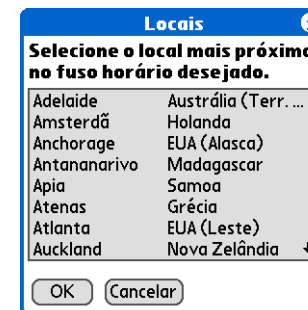 Locais
Selecione o local mais próximo
no fuso horário desejado.
Adelaide Austrália (Terr. ...
Amsterdã Holanda
Anchorage EUA (Alasca)
Antananarivo Madagascar
Apia Samoa
Atenas Grécia
Atlanta EUA (Leste)
Auckland Nova Zelândia
OK Cancelar